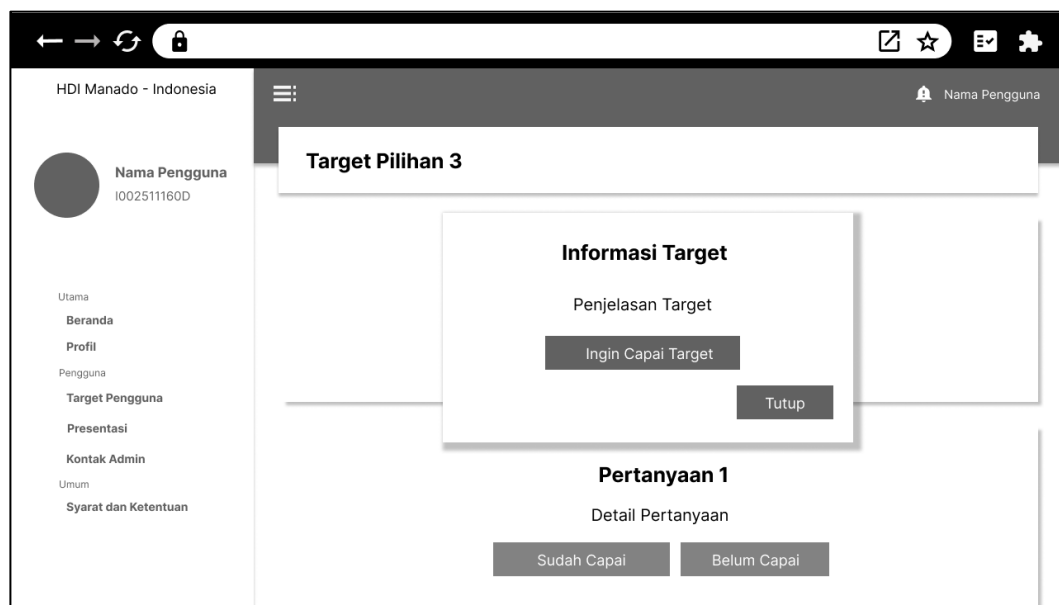 HDI Manado - Indonesia
Nama Pengguna
Nama Pengguna
I002511160D
Utama
Beranda
Profil
Pengguna
Target Pengguna
Presentasi
Kontak Admin
Umum
Syarat dan Ketentuan
Target Pilihan 3
Informasi Target
Penjelasan Target
Ingin Capai Target
Tutup
Pertanyaan 1
Detail Pertanyaan
Sudah Capai
Belum Capai